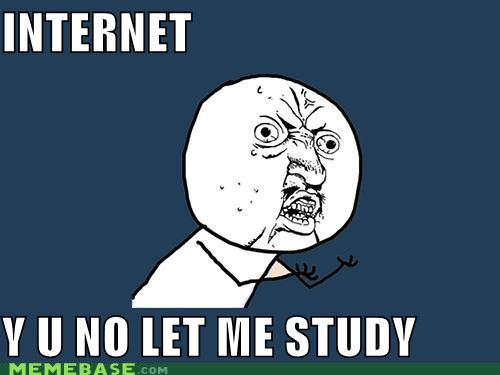 INTERNET
Y U NO LET ME STUDY
MEMEBASE.com